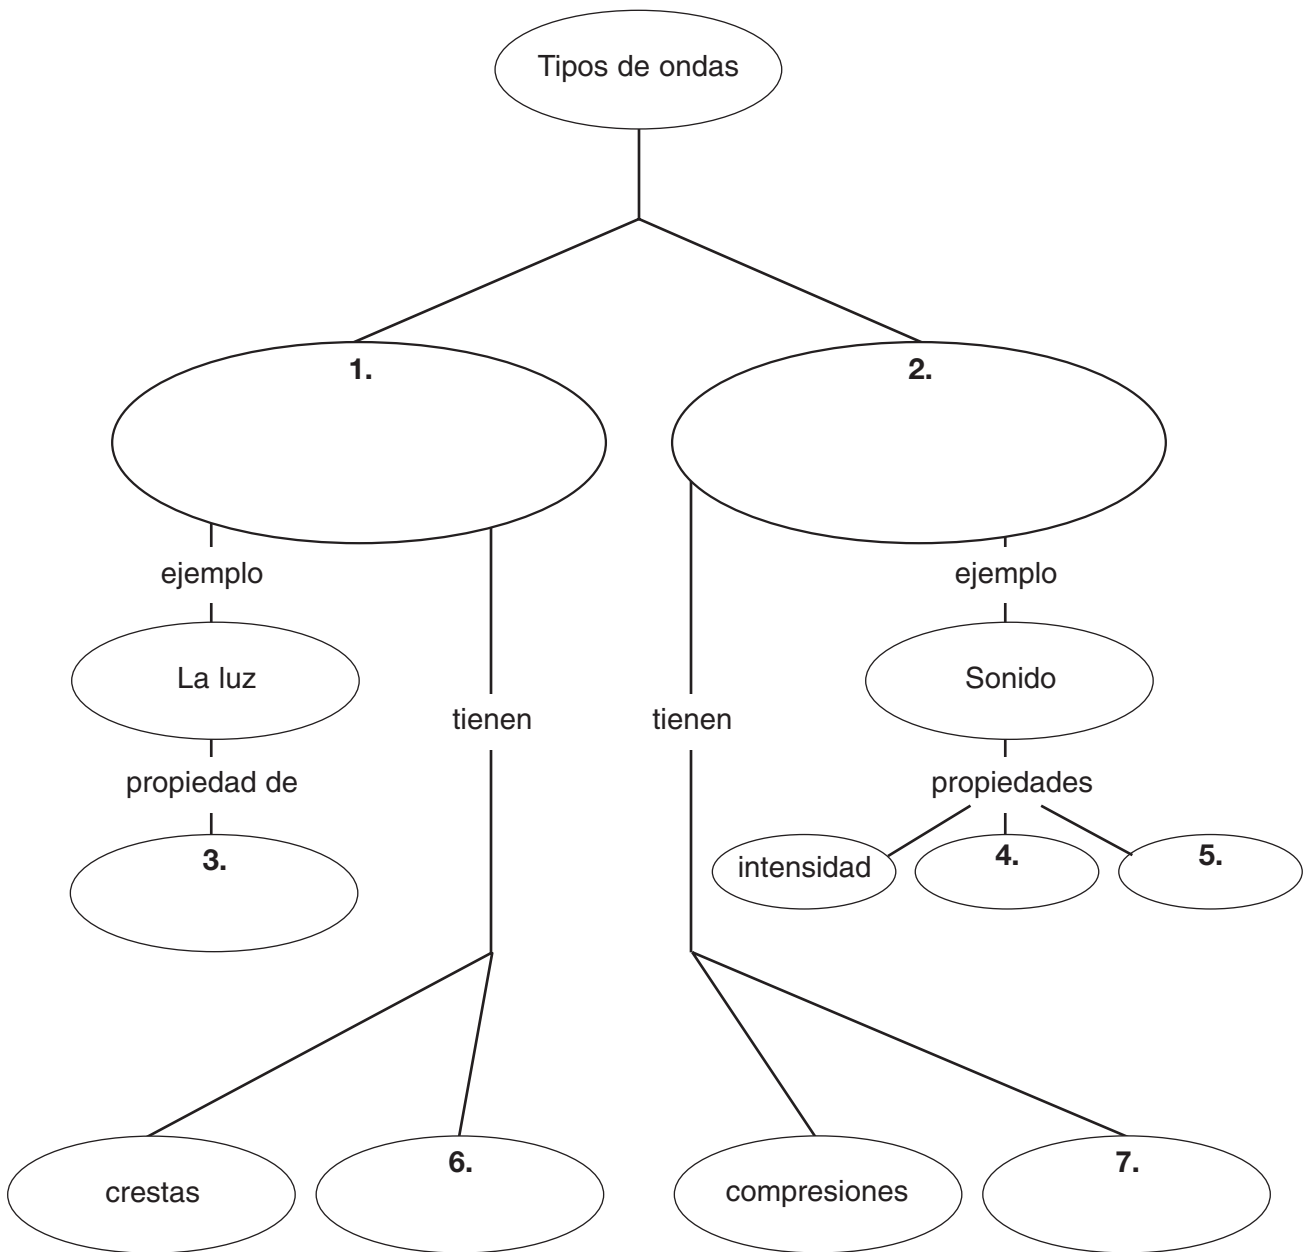 Tipos de ondas
1.
2.
ejemplo
ejemplo
La luz
Sonido
tienen
tienen
propiedad de
propiedades
3.
intensidad
4.
5.
crestas
6.
compresiones
7.